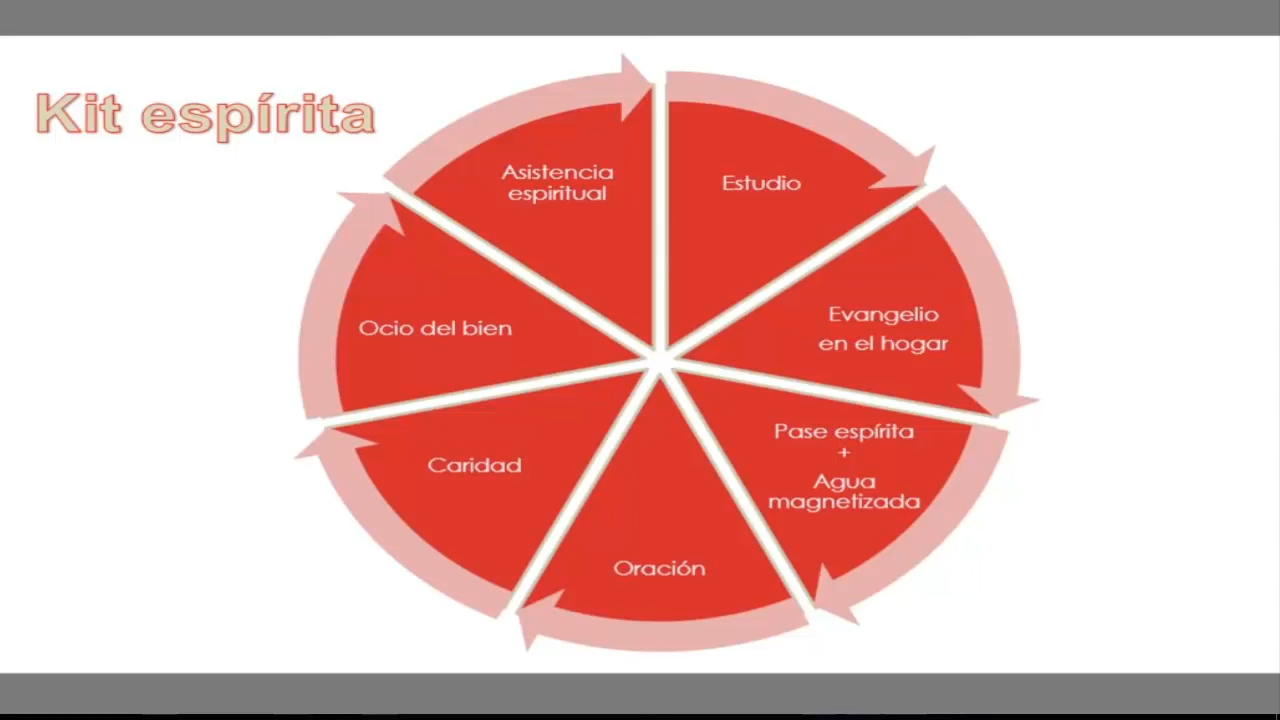 Kit espírita
Asistencia
espiritual
Estudio
Evangelio
en el hogar
Pase espírita
+
Agua
magnetizada
Oración
Caridad
Ocio del bien